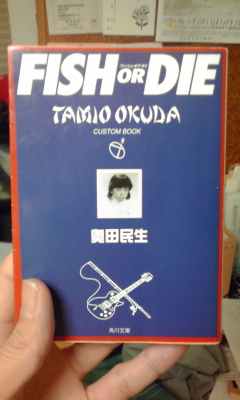 FISH OR DIE
フィッシュオアダイ
TAMIO OKUDA
CUSTOM BOOK
奥田民生
角川文庫